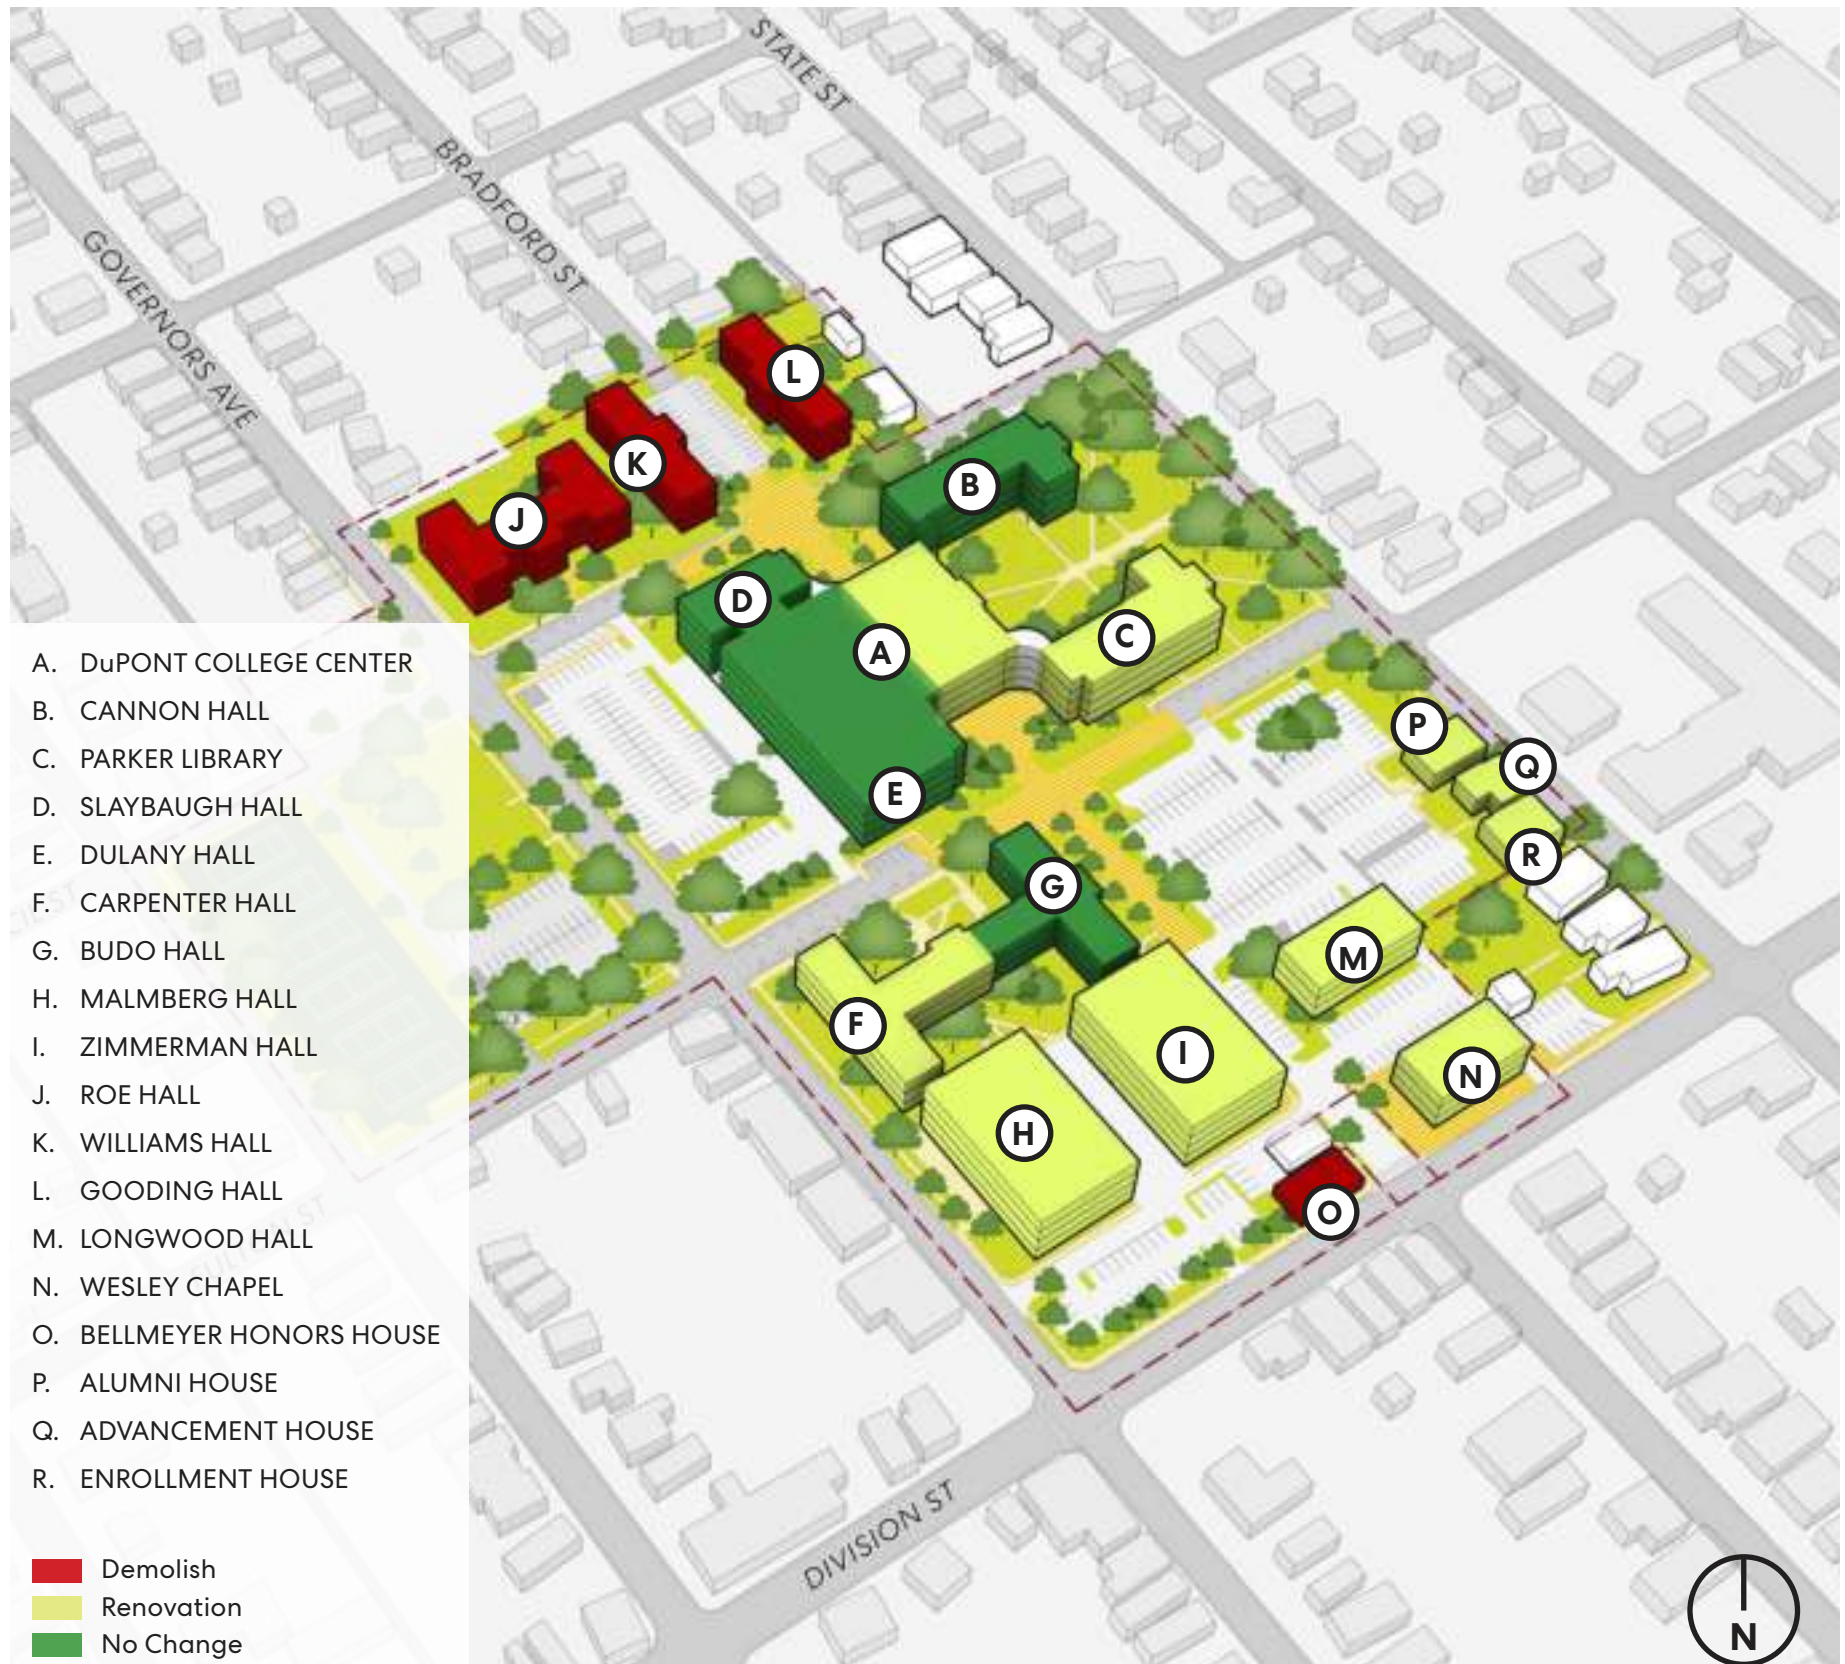 STATE ST
BRADFORD ST
GOVERNORS AVE
L
K
B
J
D
A
C
P
Q
E
R
G
M
F
I
N
H
O
A. DuPONT COLLEGE CENTER
B. CANNON HALL
C. PARKER LIBRARY
D. SLAYBAUGH HALL
E. DULANY HALL
F. CARPENTER HALL
G. BUDO HALL
H. MALMBERG HALL
I. ZIMMERMAN HALL
J. ROE HALL
K. WILLIAMS HALL
L. GOODING HALL
M. LONGWOOD HALL
N. WESLEY CHAPEL
O. BELLMEYER HONORS HOUSE
P. ALUMNI HOUSE
Q. ADVANCEMENT HOUSE
R. ENROLLMENT HOUSE
Demolish
Renovation
No Change
DIVISION ST
N